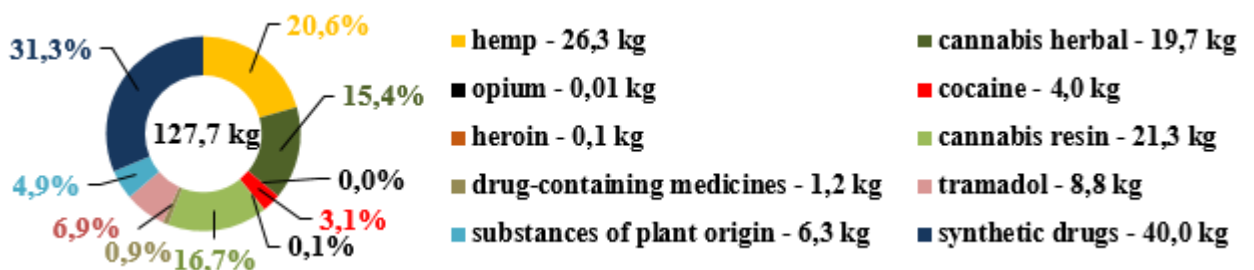 20,6%
31,3%
15,4%
127,7 kg
4,9%
0,0%
6,9%
3,1%
0,9%
0,1%
16,7%
hemp - 26,3 kg
cannabis herbal - 19,7 kg
opium - 0,01 kg
cocaine - 4,0 kg
heroin - 0,1 kg
cannabis resin - 21,3 kg
drug-containing medicines - 1,2 kg
tramadol - 8,8 kg
substances of plant origin - 6,3 kg
synthetic drugs - 40,0 kg